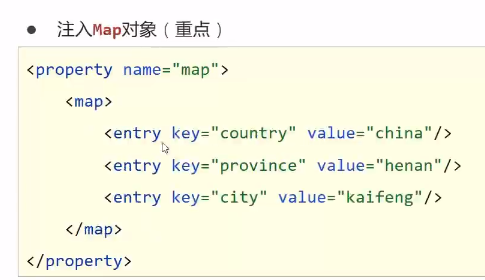 ● 注入Map对象（重点）
<property name="map">
<map>
<entry key="country" value="china"/>
<entry key="province" value="henan"/>
<entry key="city" value="kaifeng"/>
</map>
</property>